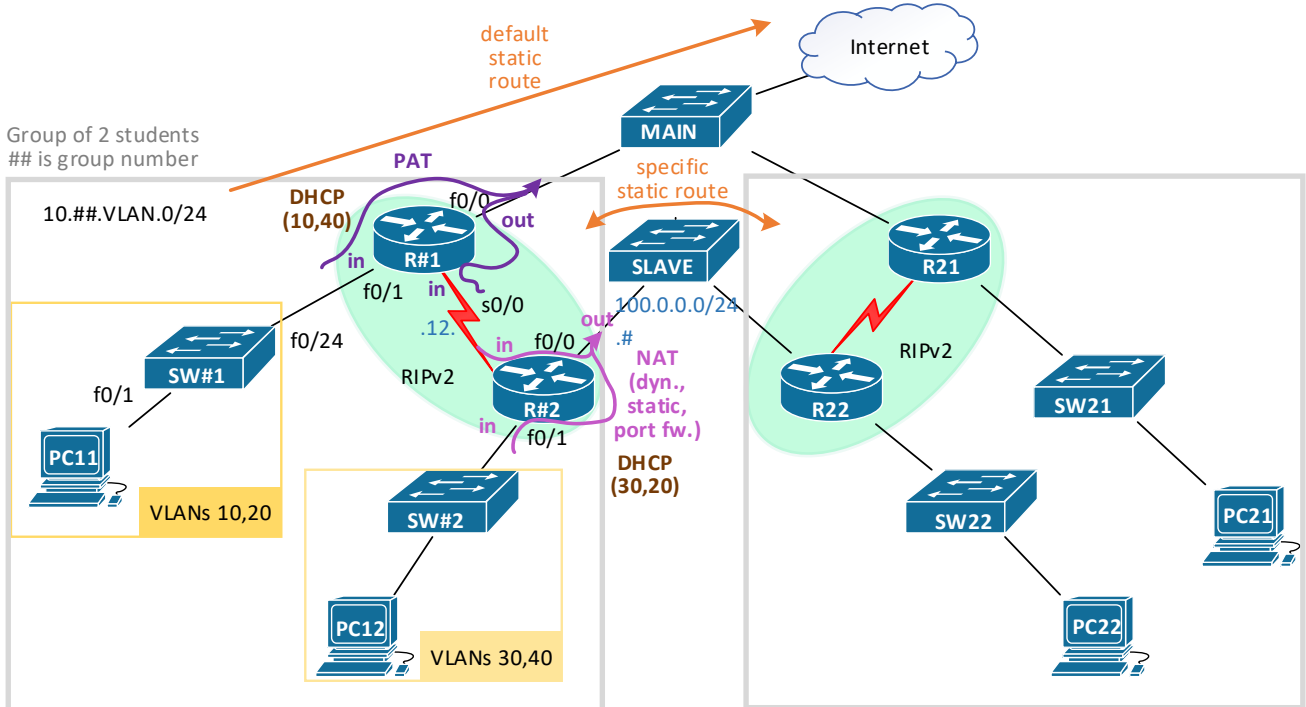 default
static
route
Internet
MAIN
Group of 2 students
## is group number
PAT
specific
static route
10.##.VLAN.0/24
DHCP
(10,40)
f0/0
out
in
R#1
f0/1
in
s0/0
SLAVE
100.0.0.0/24
.#
R21
f0/24
.12.
out
in
f0/0
SW#1
RIPv2
NAT
(dyn.,
static,
port fw.)
RIPv2
f0/1
R#2
R22
SW21
in
f0/1
PC11
DHCP
(30,20)
VLANs 10,20
SW#2
SW22
PC21
PC12
VLANs 30,40
PC22